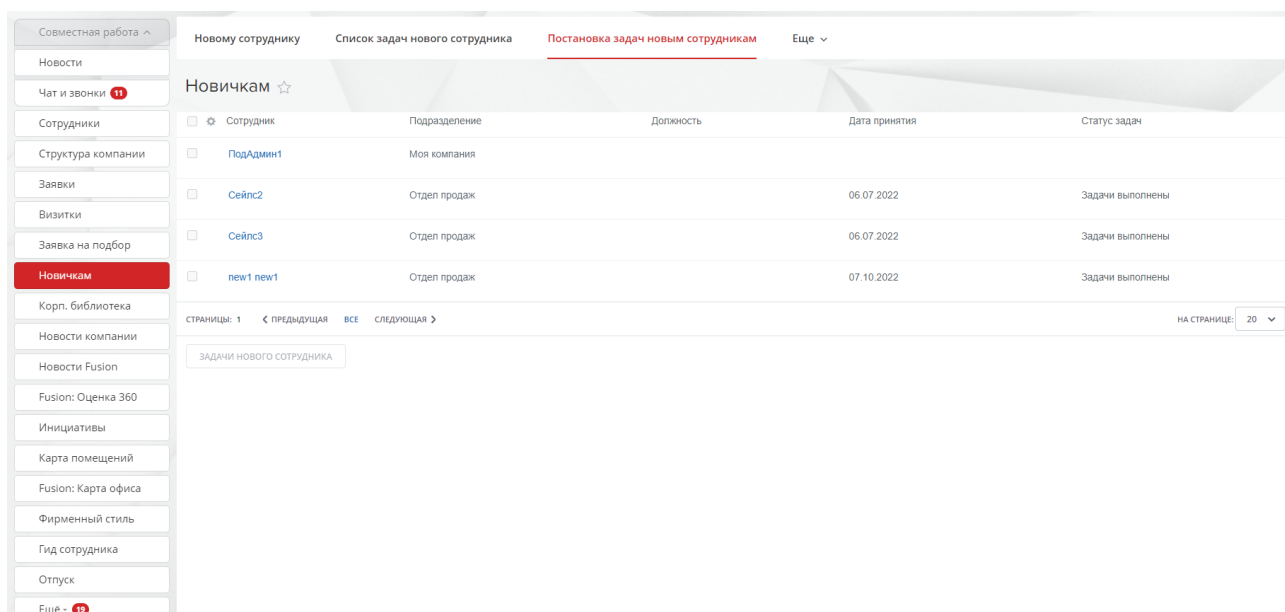 Совместная работа
Новости
Чат и звонки 11
Сотрудники
Структура компании
Заявки
Визитки
Заявка на подбор
Новичкам
Корп. библиотека
Новости компании
Новости Fusion
Fusion: Оценка 360
Инициативы
Карта помещений
Fusion: Карта офиса
Фирменный стиль
Гид сотрудника
Отпуск
Ещё - 19
Новому сотруднику Список задач нового сотрудника Постановка задач новым сотрудникам Еще
Новичкам
Сотрудник Подразделение Должность Дата принятия Статус задач
ПодАдмин1 Моя компания
Сейлс2 Отдел продаж 06.07.2022 Задачи выполнены
Сейлс3 Отдел продаж 06.07.2022 Задачи выполнены
new1 new1 Отдел продаж 07.10.2022 Задачи выполнены
СТРАНИЦЫ: 1 ПРЕДЫДУЩАЯ ВСЕ СЛЕДУЮЩАЯ НА СТРАНИЦЕ: 20
ЗАДАЧИ НОВОГО СОТРУДНИКА